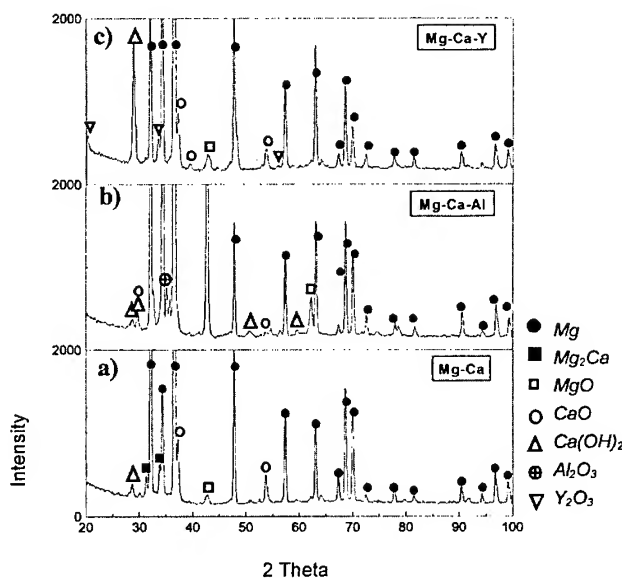 2000
c)
Mg-Ca-Y
2000
b)
Mg-Ca-Al
2000
a)
Mg-Ca
0
20 30 40 50 60 70 80 90 100
Intensity
2 Theta
Mg
Mg₂Ca
MgO
CaO
Ca(OH)₂
Al₂O₃
Y₂O₃